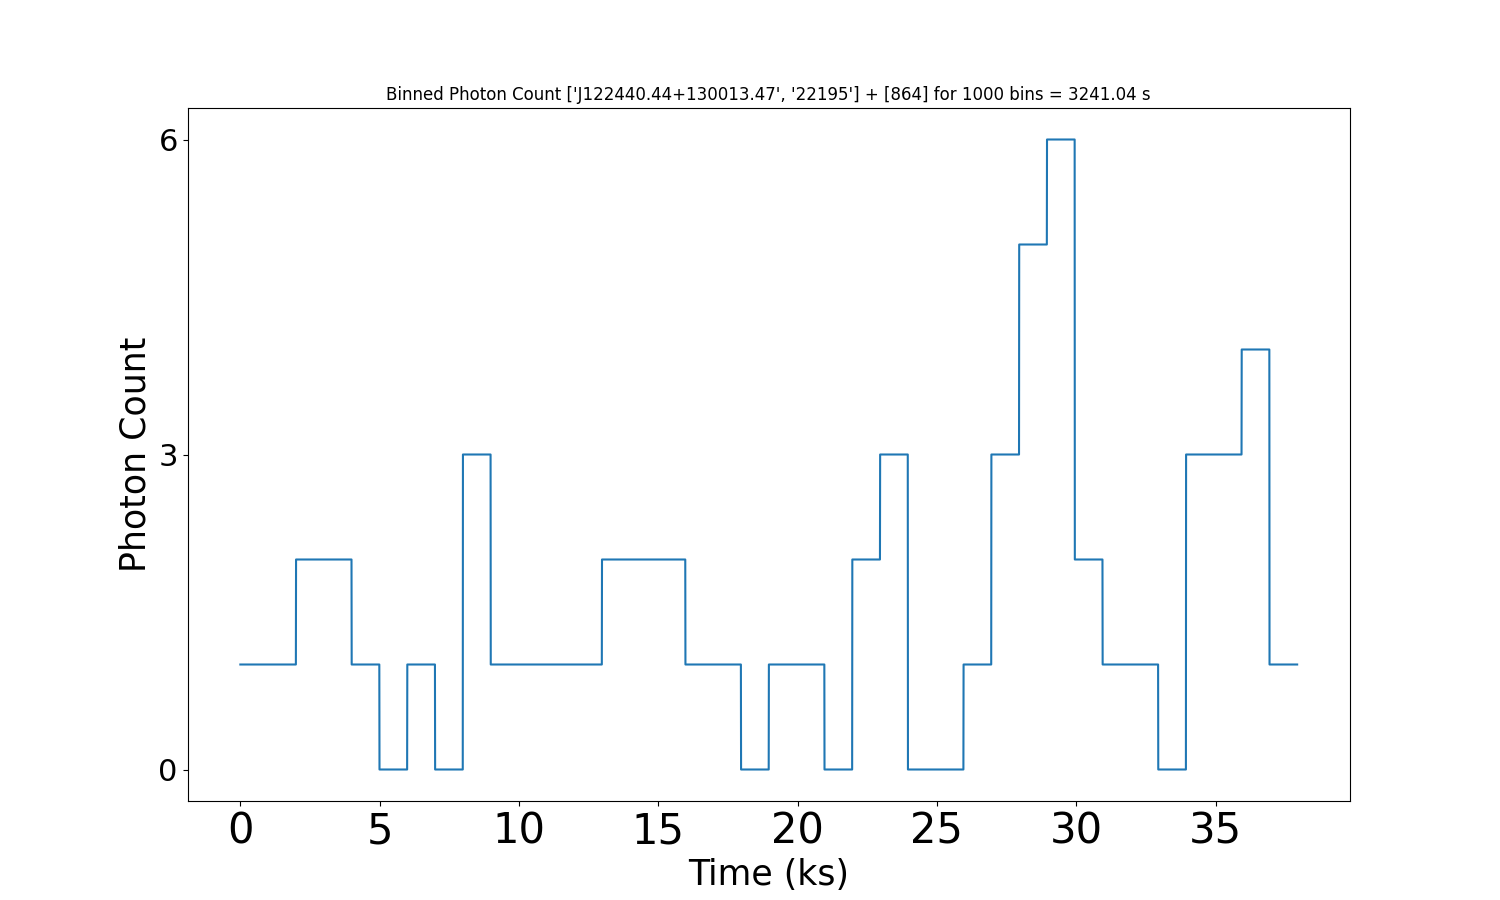 Binned Photon Count ['J122440.44+130013.47', '22195'] + [864] for 1000 bins = 3241.04 s
6
3
0
Photon Count
0 5 10 15 20 25 30 35
Time (ks)